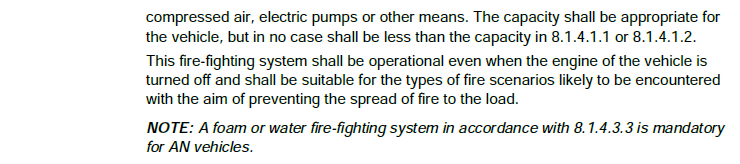 compressed air, electric pumps or other means. The capacity shall be appropriate for
the vehicle, but in no case shall be less than the capacity in 8.1.4.1.1 or 8.1.4.1.2.
This fire-fighting system shall be operational even when the engine of the vehicle is
turned off and shall be suitable for the types of fire scenarios likely to be encountered
with the aim of preventing the spread of fire to the load.
NOTE: A foam or water fire-fighting system in accordance with 8.1.4.3.3 is mandatory
for AN vehicles.